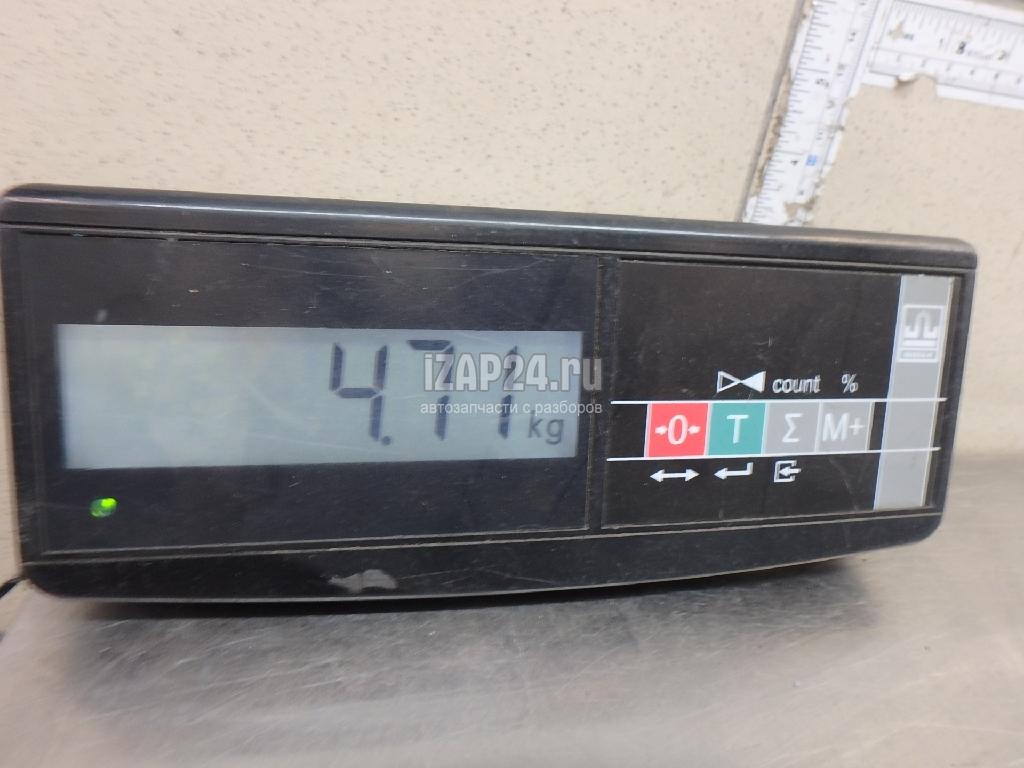 4.71 kg
iZAP24.ru
автозапчасти с разборов
count %
0 T Σ M+